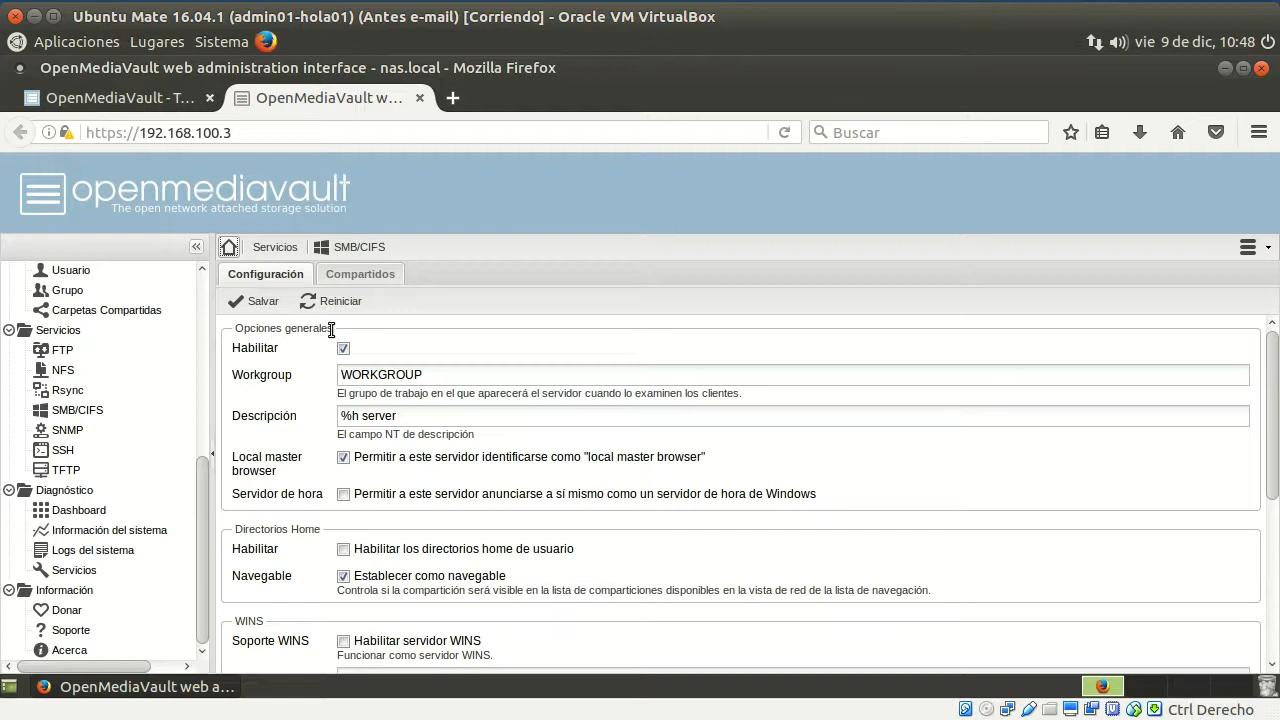 Ubuntu Mate 16.04.1 (admin01-hola01) (Antes e-mail) [Corriendo] - Oracle VM VirtualBox
Aplicaciones Lugares Sistema vie 9 de dic, 10:48
OpenMediaVault web administration interface - nas.local - Mozilla Firefox
OpenMediaVault - T... × OpenMediaVault w... × +
https://192.168.100.3 Buscar
openmediavault
The open network attached storage solution
Servicios SMB/CIFS
Usuario
Grupo
Carpetas Compartidas
Servicios
FTP
NFS
Rsync
SMB/CIFS
SNMP
SSH
TFTP
Diagnóstico
Dashboard
Información del sistema
Logs del sistema
Servicios
Información
Donar
Soporte
Acerca
Configuración Compartidos
Salvar Reiniciar
Opciones generales
Habilitar
Workgroup WORKGROUP
El grupo de trabajo en el que aparecerá el servidor cuando lo examinen los clientes.
Descripción %h server
El campo NT de descripción
Local master Permitir a este servidor identificarse como "local master browser"
browser
Servidor de hora Permitir a este servidor anunciarse a sí mismo como un servidor de hora de Windows
Directorios Home
Habilitar Habilitar los directorios home de usuario
Navegable Establecer como navegable
Controla si la compartición será visible en la lista de comparticiones disponibles en la vista de red de la lista de navegación.
WINS
Soporte WINS Habilitar servidor WINS
Funcionar como servidor WINS.
OpenMediaVault web a...
Ctrl Derecho